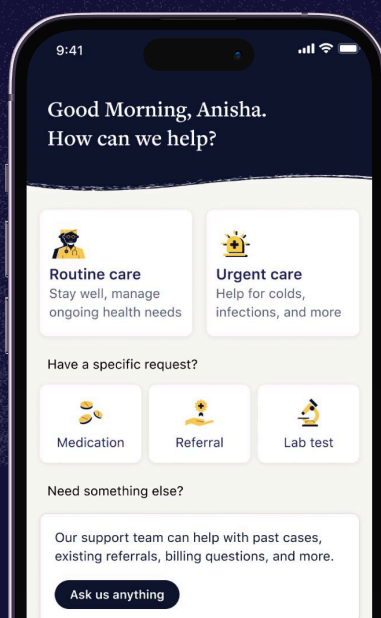 9:41
Good Morning, Anisha.
How can we help?
Routine care
Stay well, manage
ongoing health needs
Urgent care
Help for colds,
infections, and more
Have a specific request?
Medication
Referral
Lab test
Need something else?
Our support team can help with past cases,
existing referrals, billing questions, and more.
Ask us anything